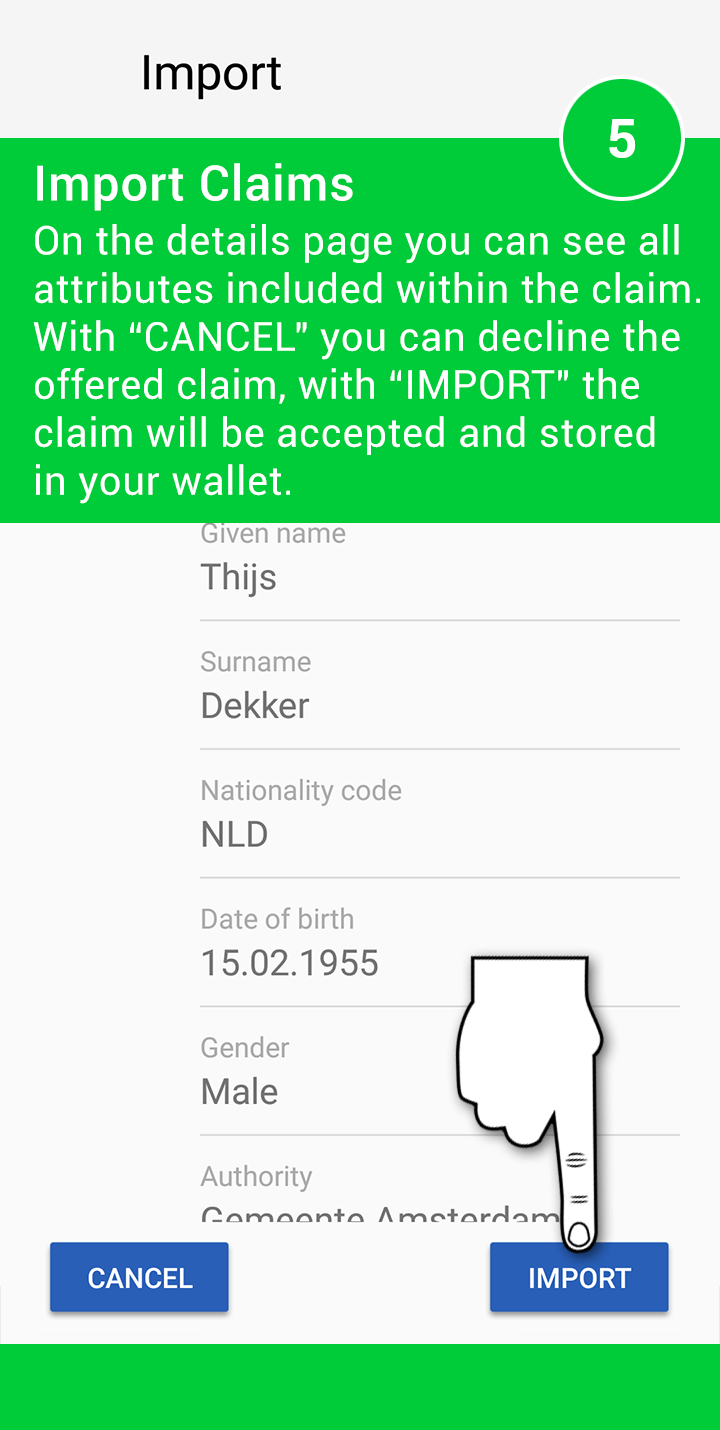 Import
5
Import Claims
On the details page you can see all
attributes included within the claim.
With “CANCEL” you can decline the
offered claim, with “IMPORT” the
claim will be accepted and stored
in your wallet.
Given name
Thijs
Surname
Dekker
Nationality code
NLD
Date of birth
15.02.1955
Gender
Male
Authority
Gemeente Amsterdam
CANCEL
IMPORT